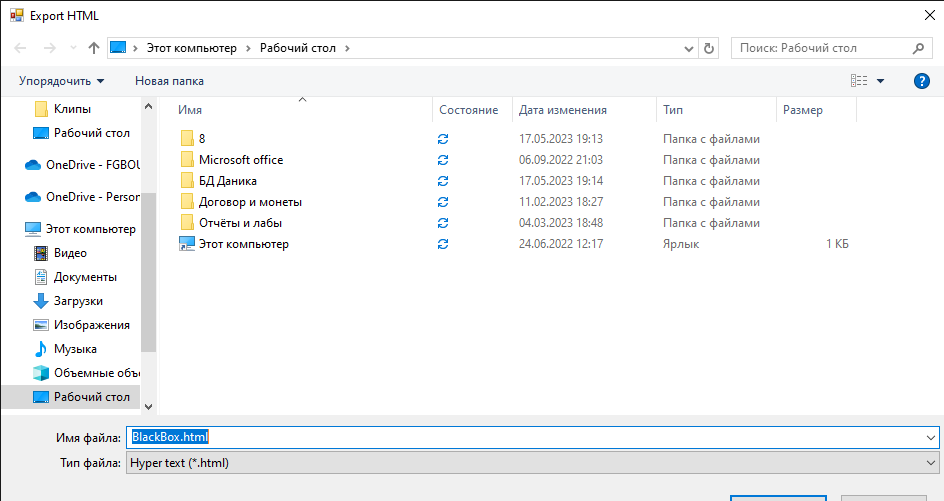 Export HTML
Этот компьютер > Рабочий стол >
Поиск: Рабочий стол
Упорядочить Новая папка
Клипы
Рабочий стол
OneDrive - FGBOU
OneDrive - Person
Этот компьютер
Видео
Документы
Загрузки
Изображения
Музыка
Объемные объ
Рабочий стол
Имя Состояние Дата изменения Тип Размер
8 17.05.2023 19:13 Папка с файлами
Microsoft office 06.09.2022 21:03 Папка с файлами
БД Даника 17.05.2023 19:14 Папка с файлами
Договор и монеты 11.02.2023 18:27 Папка с файлами
Отчёты и лабы 04.03.2023 18:48 Папка с файлами
Этот компьютер 24.06.2022 12:17 Ярлык 1 КБ
Имя файла: BlackBox.html
Тип файла: Hyper text (*.html)